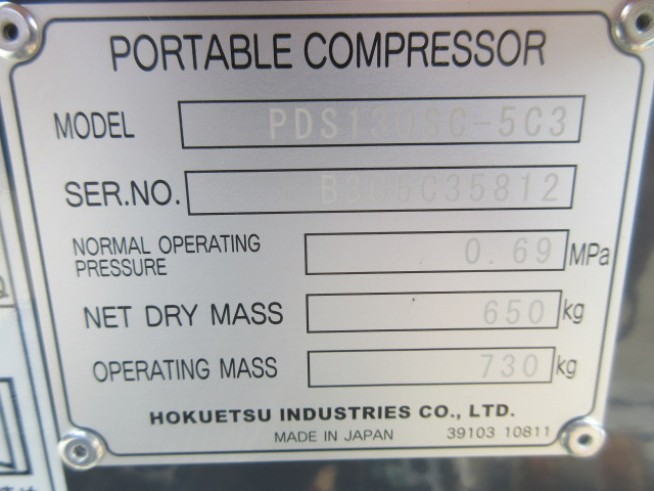 PORTABLE COMPRESSOR
MODEL PDS130SC-5C3
SER.NO.
NORMAL OPERATING PRESSURE 0.69 MPa
NET DRY MASS 650 kg
OPERATING MASS 730 kg
HOKUETSU INDUSTRIES CO., LTD.
MADE IN JAPAN 39103 10811